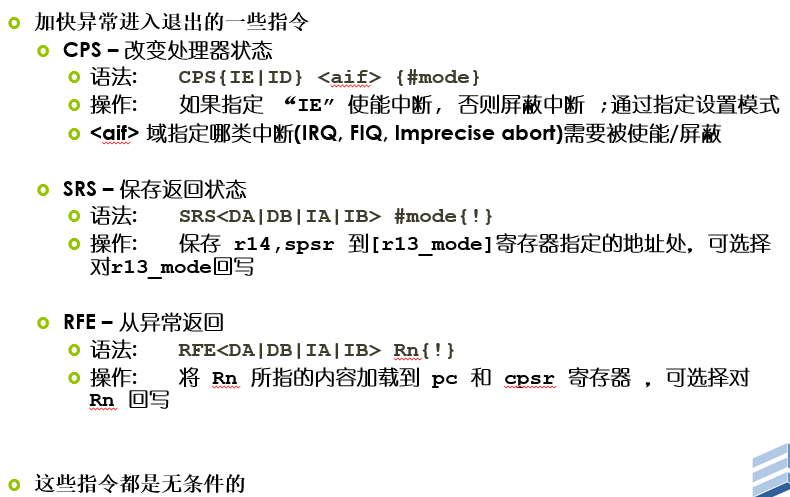 加快异常进入退出的一些指令
CPS – 改变处理器状态
语法: CPS{IE|ID} <aif> {#mode}
操作: 如果指定 “IE” 使能中断, 否则屏蔽中断 ;通过指定设置模式
<aif> 域指定哪类中断(IRQ, FIQ, Imprecise abort)需要被使能/屏蔽
SRS – 保存返回状态
语法: SRS<DA|DB|IA|IB> #mode{!}
操作: 保存 r14,spsr 到[r13_mode]寄存器指定的地址处, 可选择
对r13_mode回写
RFE – 从异常返回
语法: RFE<DA|DB|IA|IB> Rn{!}
操作: 将 Rn 所指的内容加载到 pc 和 cpsr 寄存器 , 可选择对
Rn 回写
这些指令都是无条件的